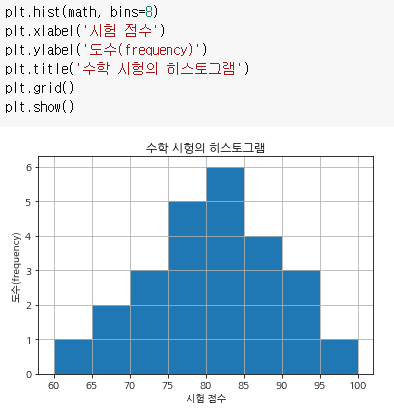 plt.hist(math, bins=8)
plt.xlabel('시험 점수')
plt.ylabel('도수(frequency)')
plt.title('수학 시형의 히스토그램')
plt.grid()
plt.show()
수학 시험의 히스토그램
도수(frequency)
6
5
4
3
2
1
0
60 65 70 75 80 85 90 95 100
시험 점수